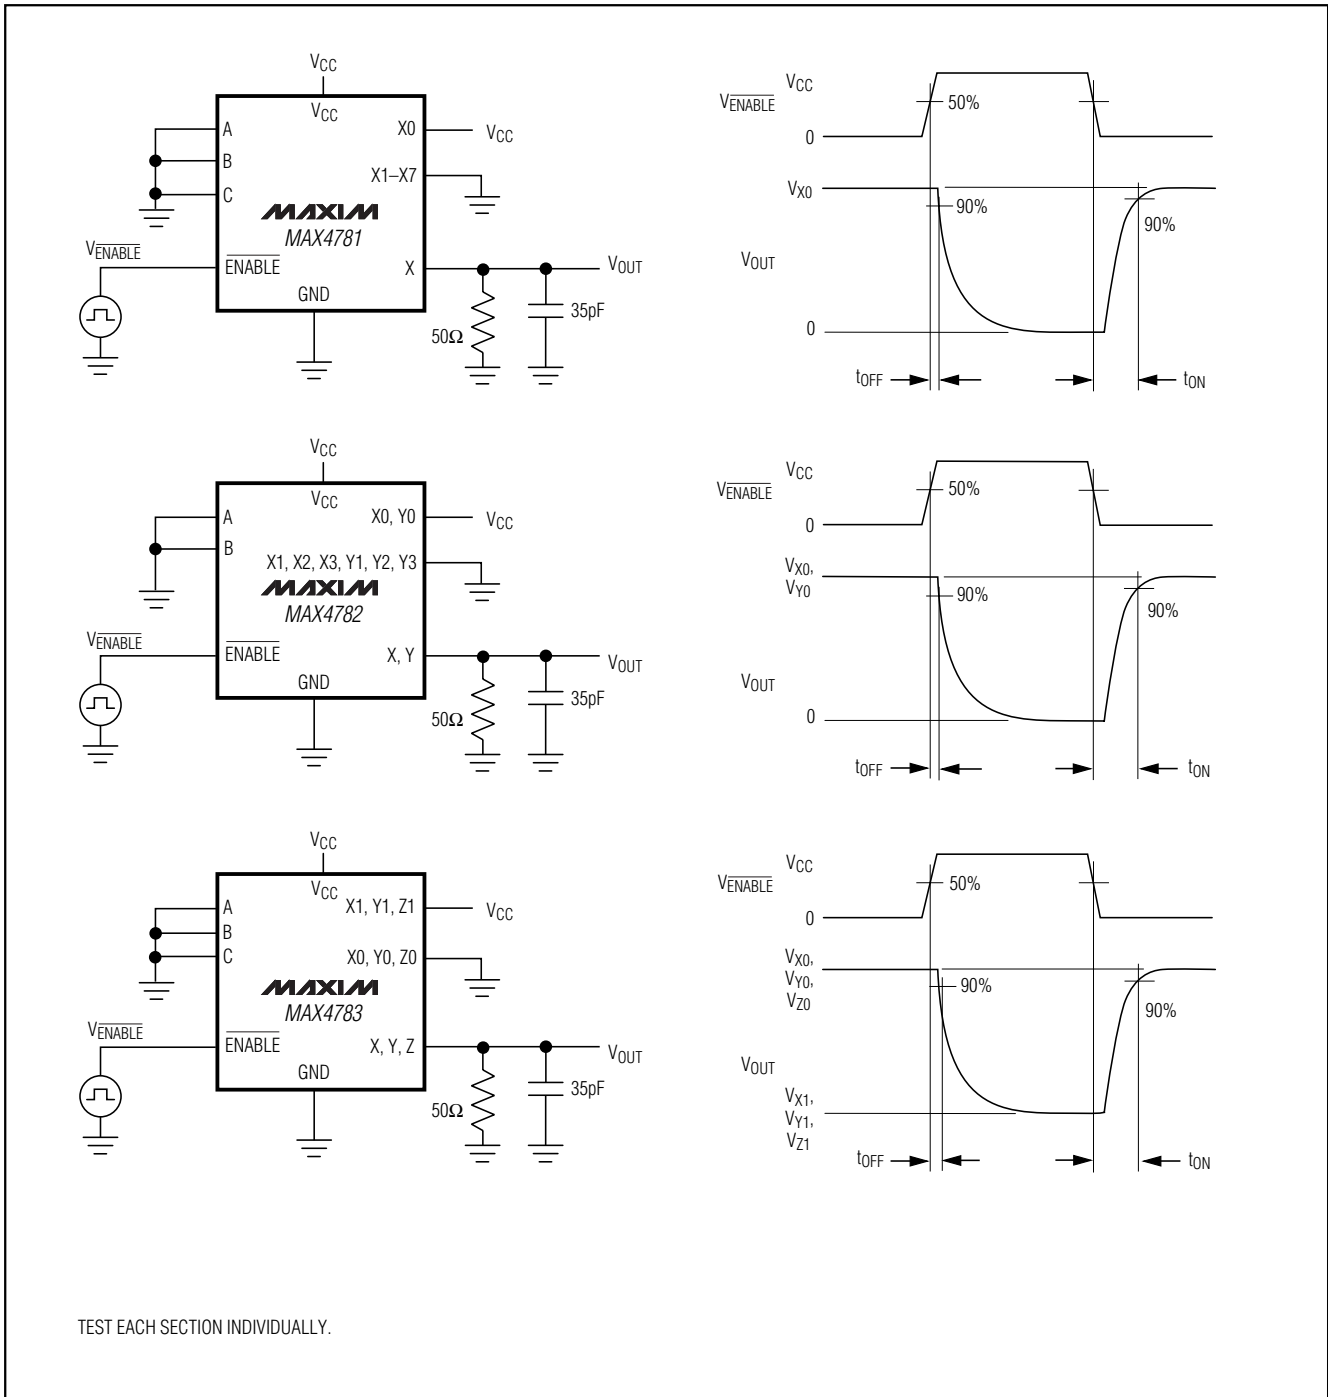 VCC
VCC
A
X0
VCC
B
X1–X7
C
MAXIM
MAX4781
VENABLE
ENABLE
X
VOUT
GND
50Ω
35pF
VCC
VENABLE
50%
0
VX0
90%
90%
VOUT
0
tOFF
tON
VCC
VCC
A
X0, Y0
VCC
B
X1, X2, X3, Y1, Y2, Y3
MAXIM
MAX4782
VENABLE
ENABLE
X, Y
VOUT
GND
50Ω
35pF
VCC
VENABLE
50%
0
VX0,
VY0
90%
90%
VOUT
0
tOFF
tON
VCC
VCC
A
X1, Y1, Z1
VCC
B
C
X0, Y0, Z0
MAXIM
MAX4783
VENABLE
ENABLE
X, Y, Z
VOUT
GND
50Ω
35pF
VCC
VENABLE
50%
0
VX0,
VY0,
VZ0
90%
90%
VOUT
VX1,
VY1,
VZ1
tOFF
tON
TEST EACH SECTION INDIVIDUALLY.